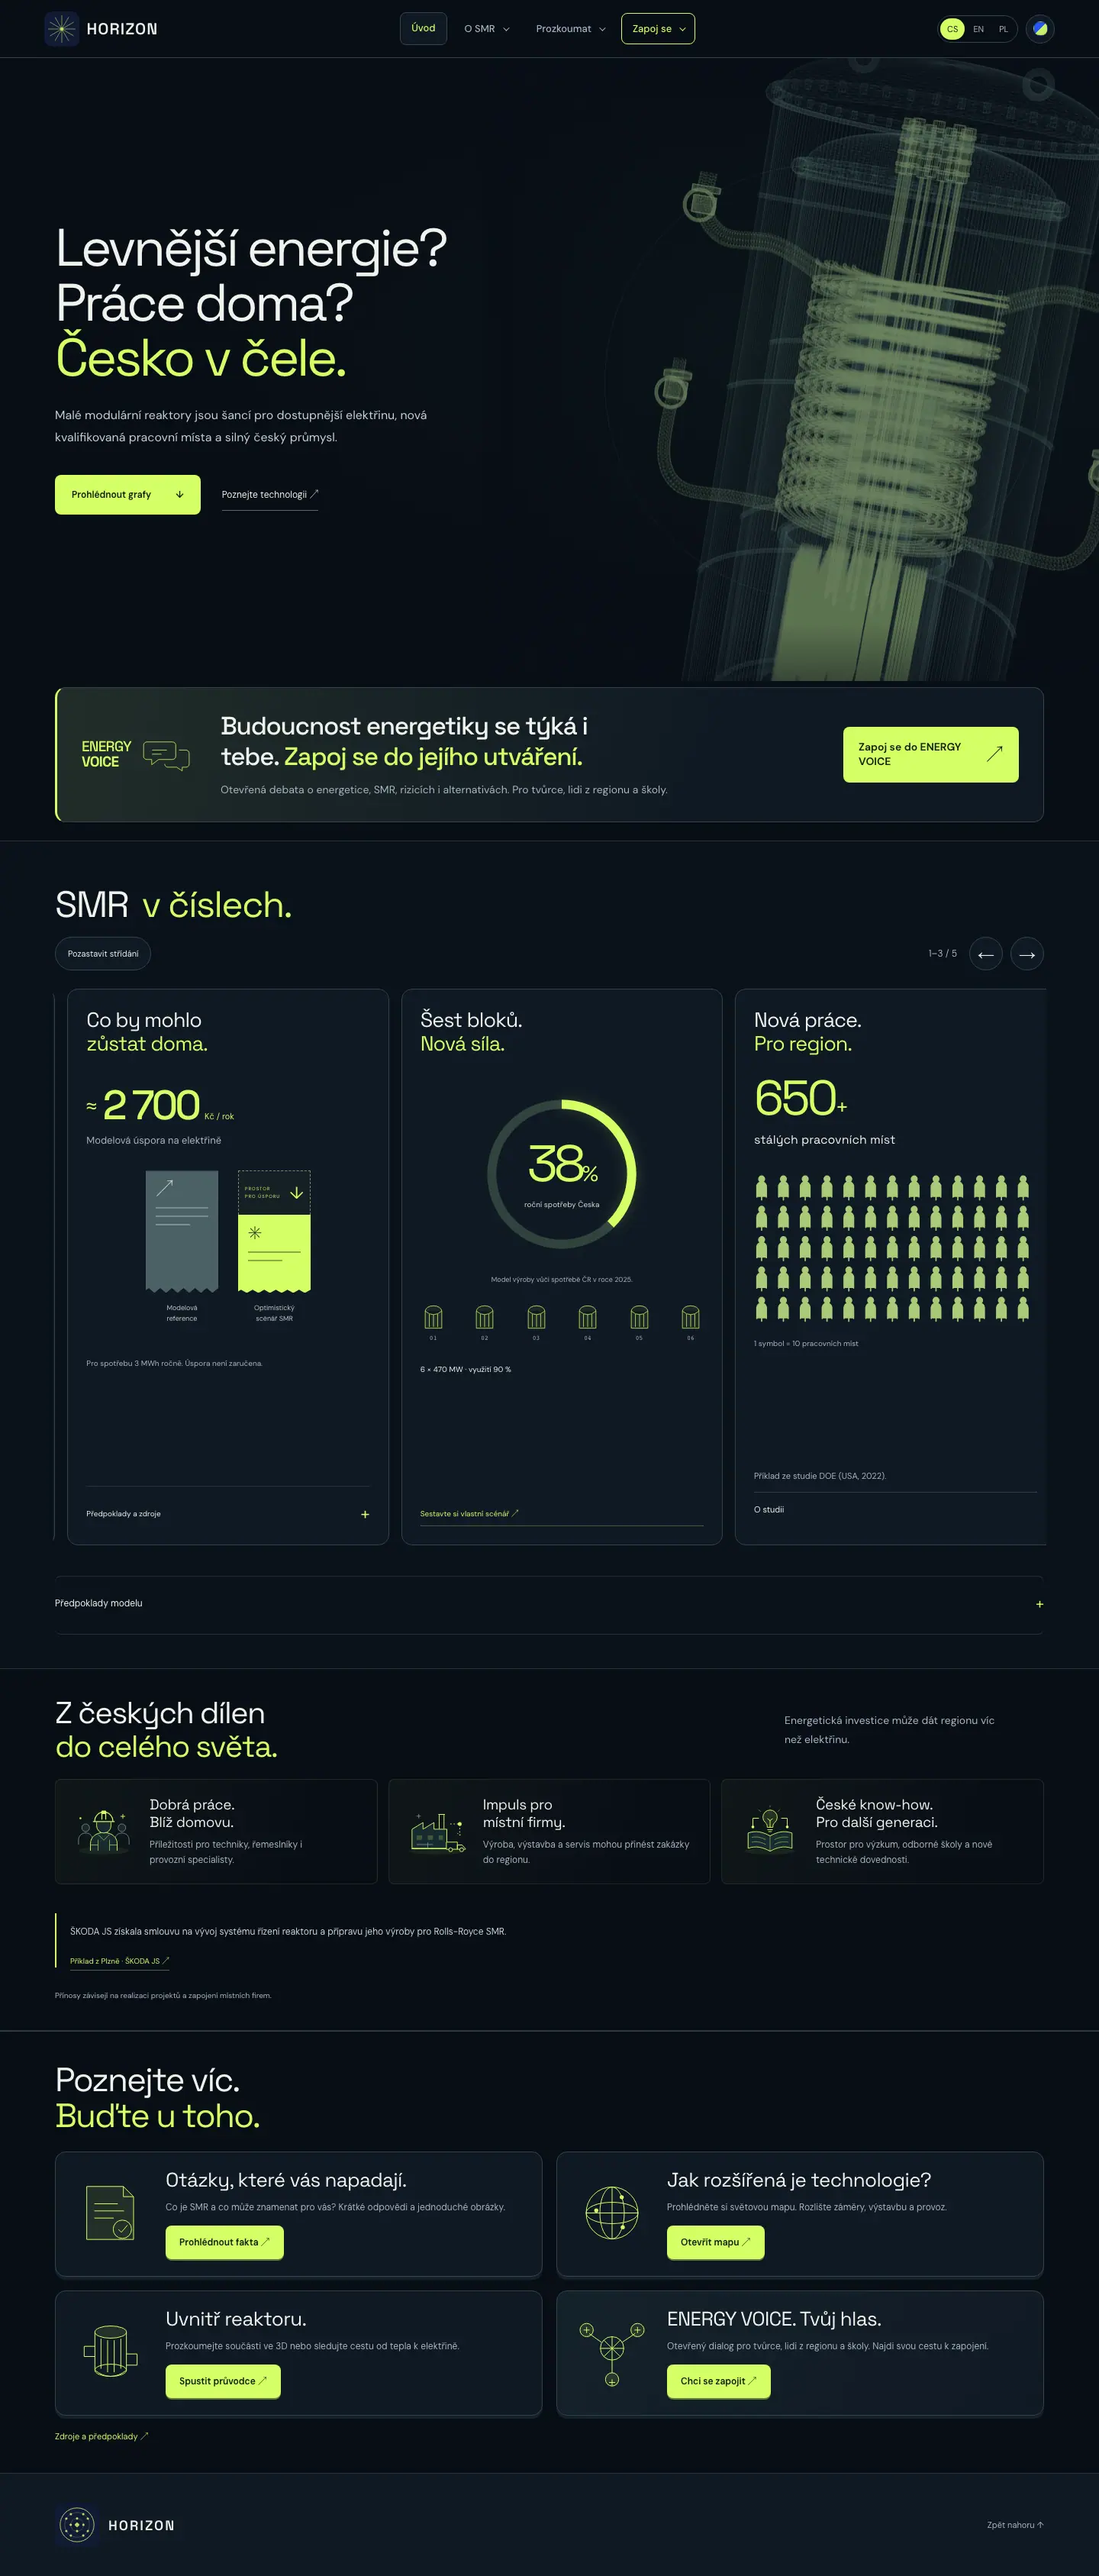 HORIZON
Úvod
O SMR
Prozkoumat
Zapoj se
CS EN PL
Levnější energie?
Práce doma?
Česko v čele.
Malé modulární reaktory jsou šancí pro dostupnější elektřinu, nová
kvalifikovaná pracovní místa a silný český průmysl.
Prohlédnout grafy ↓
Poznejte technologii ↗
ENERGY
VOICE
Budoucnost energetiky se týká i
tebe. Zapoj se do jejího utváření.
Otevřená debata o energetice, SMR, rizicích i alternativách. Pro tvůrce, lidi z regionu a školy.
Zapoj se do ENERGY
VOICE ↗
SMR v číslech.
Pozastavit střídání
1–3 / 5 ← →
Co by mohlo
zůstat doma.
≈ 2 700 Kč / rok
Modelová úspora na elektřině
PROSTOR
PRO ÚSPORU
Modelová
reference
Optimistický
scénář SMR
Pro spotřebu 3 MWh ročně. Úspora není zaručena.
Předpoklady a zdroje +
Šest bloků.
Nová síla.
38%
roční spotřeby Česka
Model výroby vůči spotřebě ČR v roce 2025.
01 02 03 04 05 06
6 × 470 MW · využití 90 %
Sestavte si vlastní scénář ↗
Nová práce.
Pro region.
650+
stálých pracovních míst
1 symbol = 10 pracovních míst
Příklad ze studie DOE (USA, 2022).
O studii
Předpoklady modelu +
Z českých dílen
do celého světa.
Energetická investice může dát regionu víc
než elektřinu.
Dobrá práce.
Blíž domovu.
Příležitosti pro techniky, řemeslníky i
provozní specialisty.
Impuls pro
místní firmy.
Výroba, výstavba a servis mohou přinést zakázky
do regionu.
České know-how.
Pro další generaci.
Prostor pro výzkum, odborné školy a nové
technické dovednosti.
ŠKODA JS získala smlouvu na vývoj systému řízení reaktoru a přípravu jeho výroby pro Rolls-Royce SMR.
Příklad z Plzně · ŠKODA JS ↗
Přínosy závisejí na realizaci projektů a zapojení místních firem.
Poznejte víc.
Buďte u toho.
Otázky, které vás napadají.
Co je SMR a co může znamenat pro vás? Krátké odpovědi a jednoduché obrázky.
Prohlédnout fakta ↗
Jak rozšířená je technologie?
Prohlédněte si světovou mapu. Rozlište záměry, výstavbu a provoz.
Otevřít mapu ↗
Uvnitř reaktoru.
Prozkoumejte součásti ve 3D nebo sledujte cestu od tepla k elektřině.
Spustit průvodce ↗
ENERGY VOICE. Tvůj hlas.
Otevřený dialog pro tvůrce, lidi z regionu a školy. Najdi svou cestu k zapojení.
Chci se zapojit ↗
Zdroje a předpoklady ↗
HORIZON
Zpět nahoru ↑